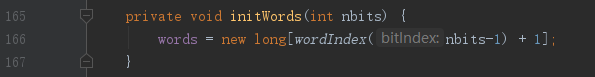 165 private void initWords(int nbits) {
166 words = new long[wordIndex( bitIndex: nbits-1) + 1];
167 }